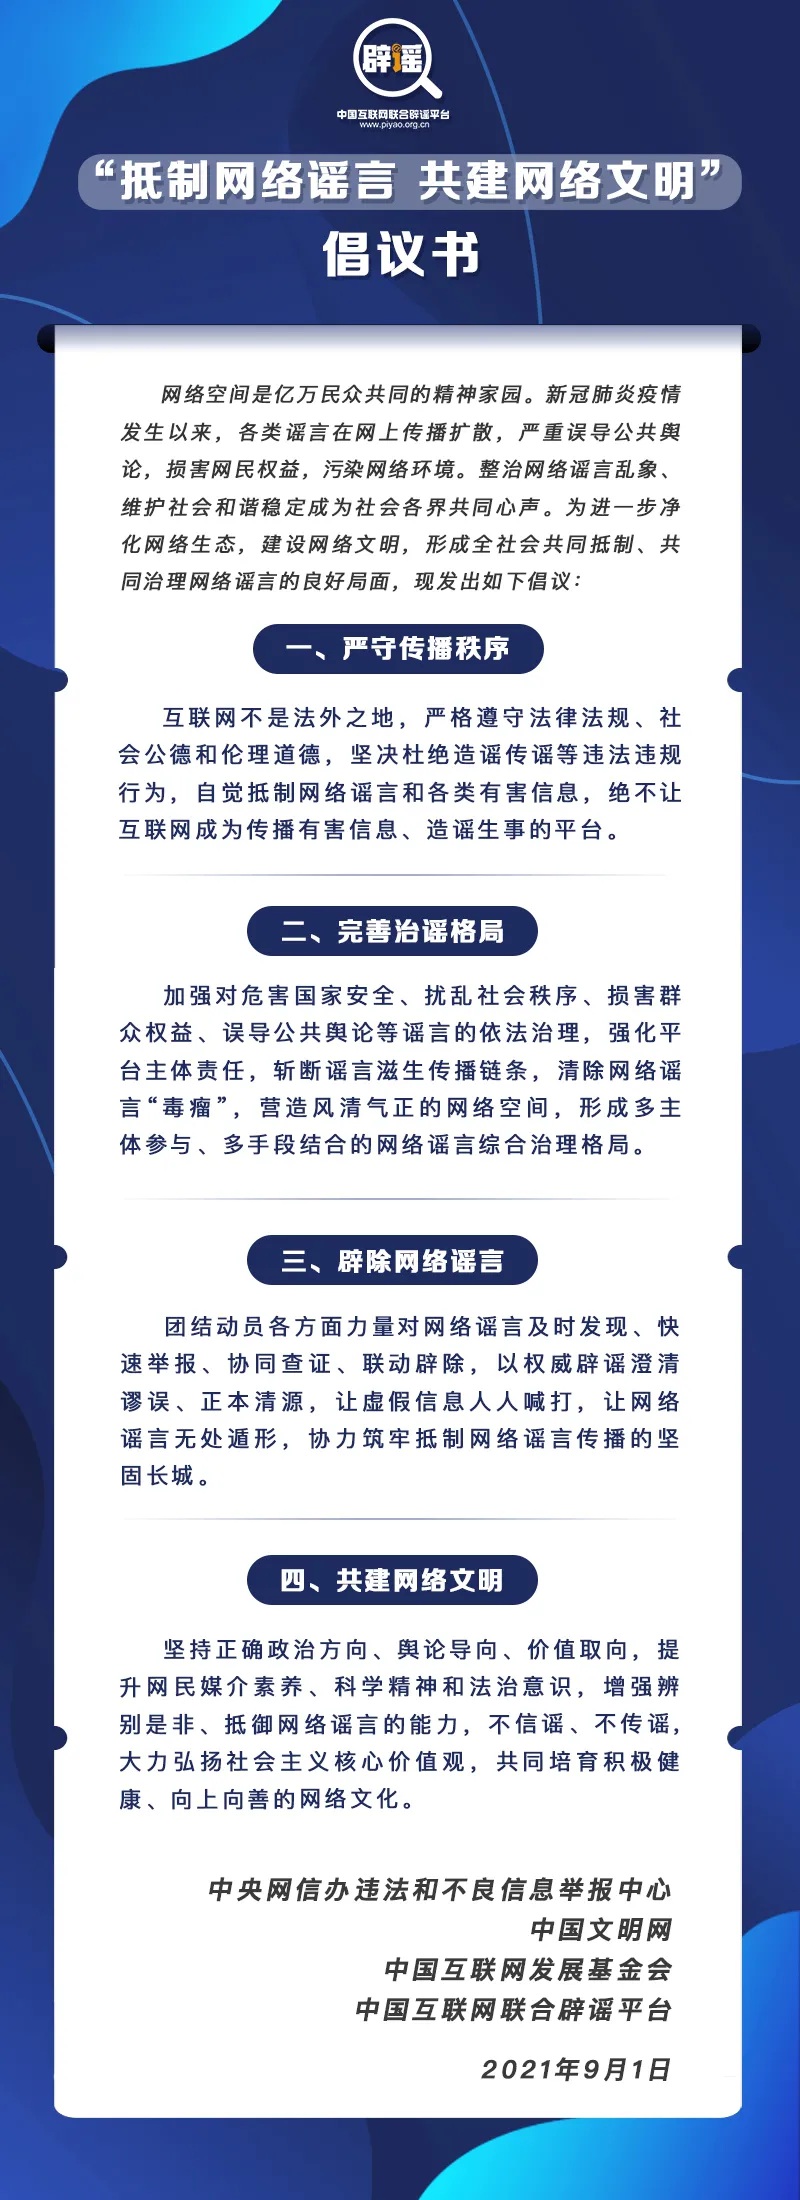 辟谣
中国互联网联合辟谣平台
www.piyao.org.cn
“抵制网络谣言 共建网络文明”
倡议书
网络空间是亿万民众共同的精神家园。新冠肺炎疫情
发生以来，各类谣言在网上传播扩散，严重误导公共舆
论，损害网民权益，污染网络环境。整治网络谣言乱象、
维护社会和谐稳定成为社会各界共同心声。为进一步净
化网络生态，建设网络文明，形成全社会共同抵制、共
同治理网络谣言的良好局面，现发出如下倡议：
一、严守传播秩序
互联网不是法外之地，严格遵守法律法规、社
会公德和伦理道德，坚决杜绝造谣传谣等违法违规
行为，自觉抵制网络谣言和各类有害信息，绝不让
互联网成为传播有害信息、造谣生事的平台。
二、完善治谣格局
加强对危害国家安全、扰乱社会秩序、损害群
众权益、误导公共舆论等谣言的依法治理，强化平
台主体责任，斩断谣言滋生传播链条，清除网络谣
言“毒瘤”，营造风清气正的网络空间，形成多主
体参与、多手段结合的网络谣言综合治理格局。
三、辟除网络谣言
团结动员各方面力量对网络谣言及时发现、快
速举报、协同查证、联动辟除，以权威辟谣澄清
谬误、正本清源，让虚假信息人人喊打，让网络
谣言无处遁形，协力筑牢抵制网络谣言传播的坚
固长城。
四、共建网络文明
坚持正确政治方向、舆论导向、价值取向，提
升网民媒介素养、科学精神和法治意识，增强辨
别是非、抵御网络谣言的能力，不信谣、不传谣，
大力弘扬社会主义核心价值观，共同培育积极健
康、向上向善的网络文化。
中央网信办违法和不良信息举报中心
中国文明网
中国互联网发展基金会
中国互联网联合辟谣平台
2021年9月1日